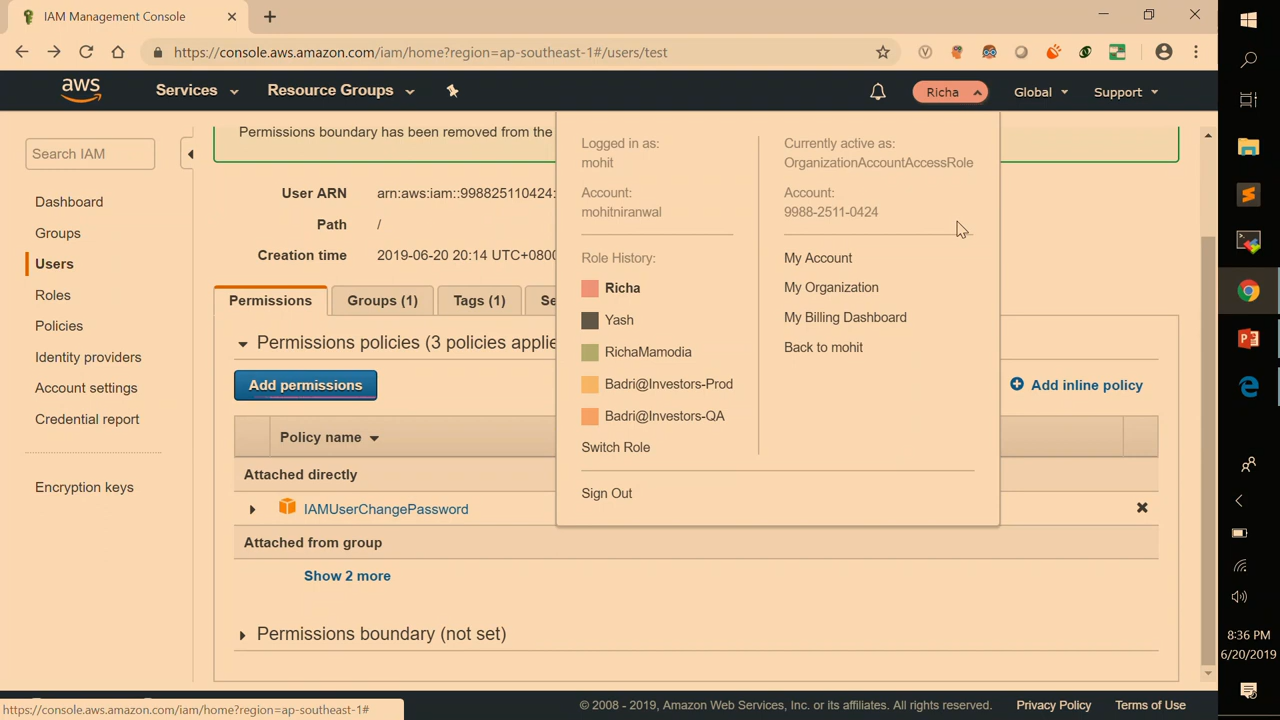 IAM Management Console
https://console.aws.amazon.com/iam/home?region=ap-southeast-1#/users/test
aws
Services
Resource Groups
Richa
Global
Support
Search IAM
Dashboard
Groups
Users
Roles
Policies
Identity providers
Account settings
Credential report
Encryption keys
Permissions boundary has been removed from the
User ARN
arn:aws:iam::998825110424:
Path
/
Creation time
2019-06-20 20:14 UTC+0800
Permissions
Groups (1)
Tags (1)
Se
Permissions policies (3 policies applie
Add permissions
Add inline policy
Policy name
Attached directly
IAMUserChangePassword
Attached from group
Show 2 more
Permissions boundary (not set)
Logged in as:
mohit
Account:
mohitniranwal
Role History:
Richa
Yash
RichaMamodia
Badri@Investors-Prod
Badri@Investors-QA
Switch Role
Currently active as:
OrganizationAccountAccessRole
Account:
9988-2511-0424
My Account
My Organization
My Billing Dashboard
Back to mohit
Sign Out
https://console.aws.amazon.com/iam/home?region=ap-southeast-1#
© 2008 - 2019, Amazon Web Services, Inc. or its affiliates. All rights reserved.
Privacy Policy
Terms of Use
8:36 PM
6/20/2019